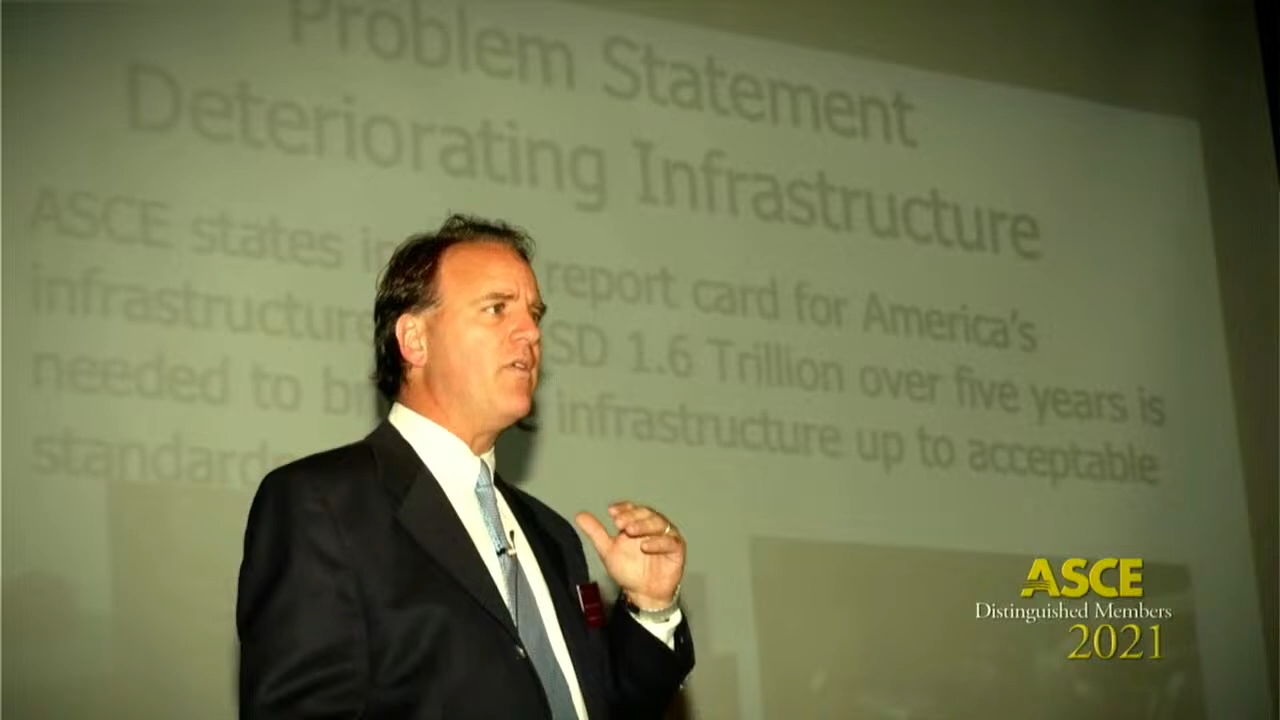 Problem Statement
Deteriorating Infrastructure
ASCE states in report card for America's
infrastructure SD 1.6 Trillion over five years is
needed to br infrastructure up to acceptable
standards
ASCE
Distinguished Members
2021